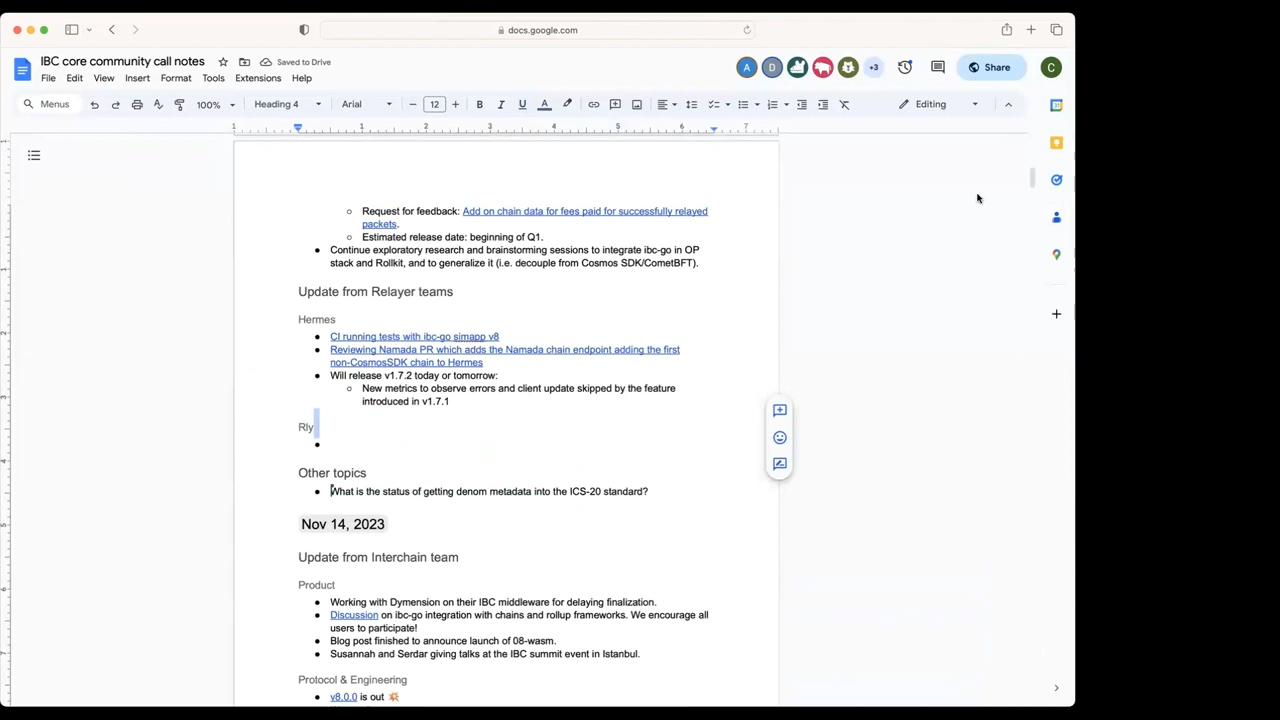 docs.google.com
IBC core community call notes
Saved to Drive
A
D
+3
Share
C
File Edit View Insert Format Tools Extensions Help
Menus
100%
Heading 4
Arial
12
Editing
1 1 2 3 4 5 6 7
Request for feedback: Add on chain data for fees paid for successfully relayed
packets.
Estimated release date: beginning of Q1.
Continue exploratory research and brainstorming sessions to integrate ibc-go in OP
stack and Rollkit, and to generalize it (i.e. decouple from Cosmos SDK/CometBFT).
Update from Relayer teams
Hermes
CI running tests with ibc-go simapp v8
Reviewing Namada PR which adds the Namada chain endpoint adding the first
non-CosmosSDK chain to Hermes
Will release v1.7.2 today or tomorrow:
New metrics to observe errors and client update skipped by the feature
introduced in v1.7.1
Rly
Other topics
What is the status of getting denom metadata into the ICS-20 standard?
Nov 14, 2023
Update from Interchain team
Product
Working with Dymension on their IBC middleware for delaying finalization.
Discussion on ibc-go integration with chains and rollup frameworks. We encourage all
users to participate!
Blog post finished to announce launch of 08-wasm.
Susannah and Serdar giving talks at the IBC summit event in Istanbul.
Protocol & Engineering
v8.0.0 is out 💥